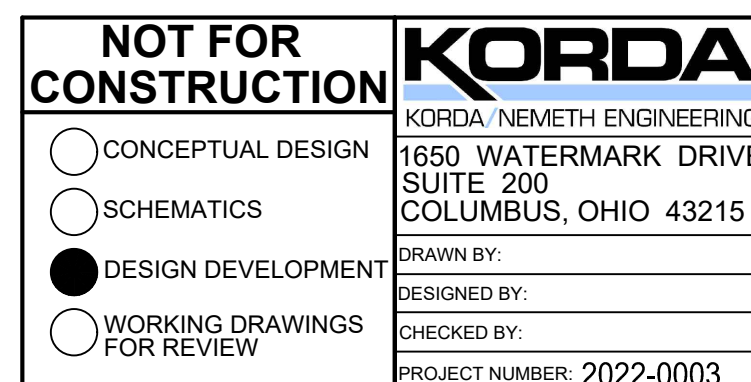 NOT FOR
CONSTRUCTION
CONCEPTUAL DESIGN
SCHEMATICS
DESIGN DEVELOPMENT
WORKING DRAWINGS
FOR REVIEW
KORDA
KORDA/NEMETH ENGINEERING
1650 WATERMARK DRIVE
SUITE 200
COLUMBUS, OHIO 43215
DRAWN BY:
DESIGNED BY:
CHECKED BY:
PROJECT NUMBER: 2022-0003